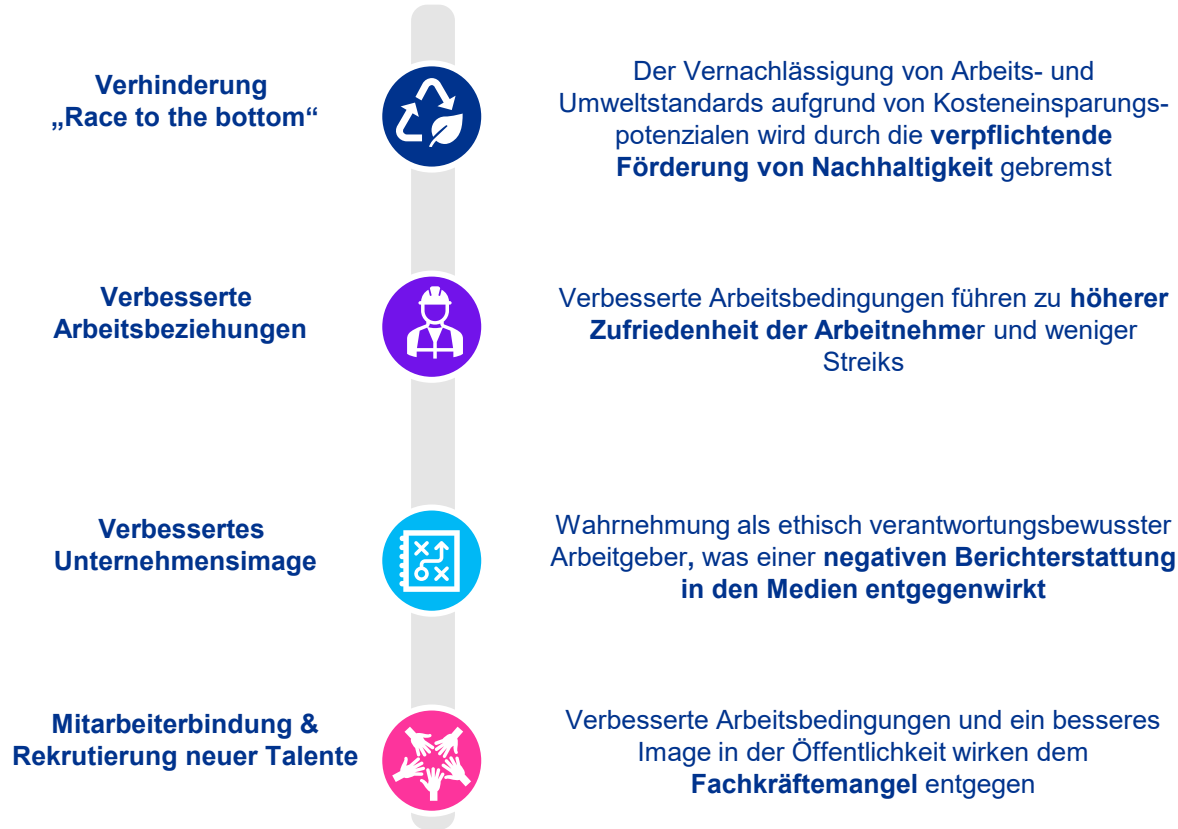 Verhinderung
„Race to the bottom“
Der Vernachlässigung von Arbeits- und
Umweltstandards aufgrund von Kosteneinsparungs-
potenzialen wird durch die verpflichtende
Förderung von Nachhaltigkeit gebremst
Verbesserte
Arbeitsbeziehungen
Verbesserte Arbeitsbedingungen führen zu höherer
Zufriedenheit der Arbeitnehmer und weniger
Streiks
Verbessertes
Unternehmensimage
Wahrnehmung als ethisch verantwortungsbewusster
Arbeitgeber, was einer negativen Berichterstattung
in den Medien entgegenwirkt
Mitarbeiterbindung &
Rekrutierung neuer Talente
Verbesserte Arbeitsbedingungen und ein besseres
Image in der Öffentlichkeit wirken dem
Fachkräftemangel entgegen